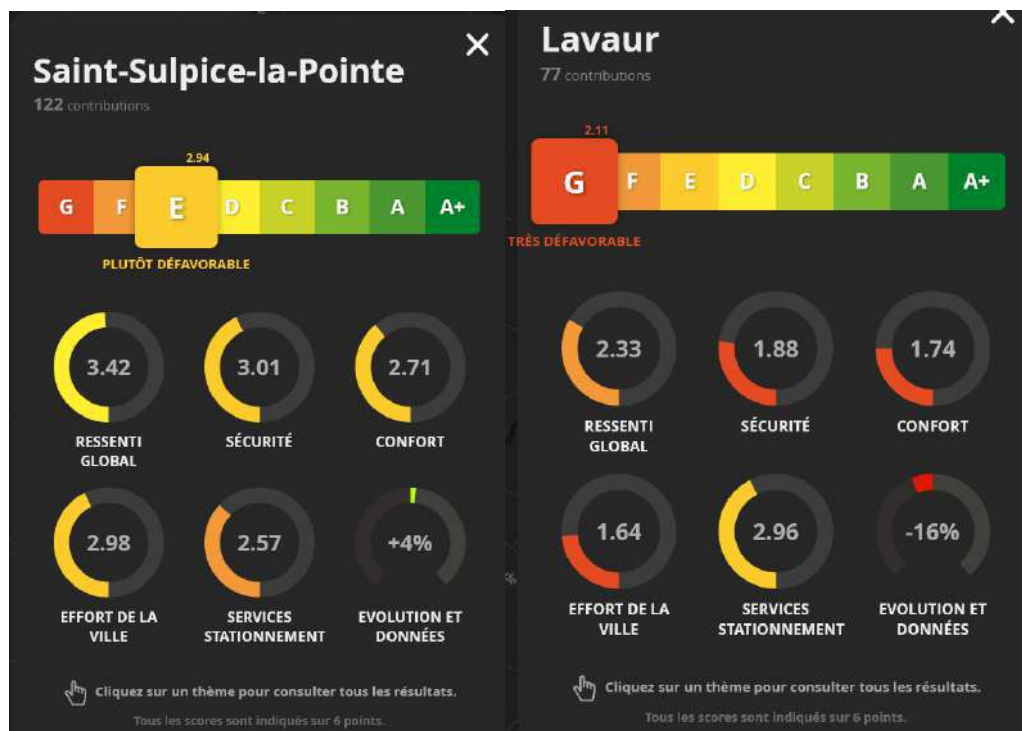 Saint-Sulpice-la-Pointe
122 contributions
2.94
G F E D C B A A+
PLUTÔT DÉFAVORABLE
3.42
3.01
2.71
RESSENTI
GLOBAL
SÉCURITÉ
CONFORT
2.98
2.57
+4%
EFFORT DE LA
VILLE
SERVICES
STATIONNEMENT
EVOLUTION ET
DONNÉES
Cliquez sur un thème pour consulter tous les résultats.
Tous les scores sont indiqués sur 6 points.
Lavaur
77 contributions
2.11
G F E D C B A A+
TRÈS DÉFAVORABLE
2.33
1.88
1.74
RESSENTI
GLOBAL
SÉCURITÉ
CONFORT
1.64
2.96
-16%
EFFORT DE LA
VILLE
SERVICES
STATIONNEMENT
EVOLUTION ET
DONNÉES
Cliquez sur un thème pour consulter tous les résultats.
Tous les scores sont indiqués sur 6 points.